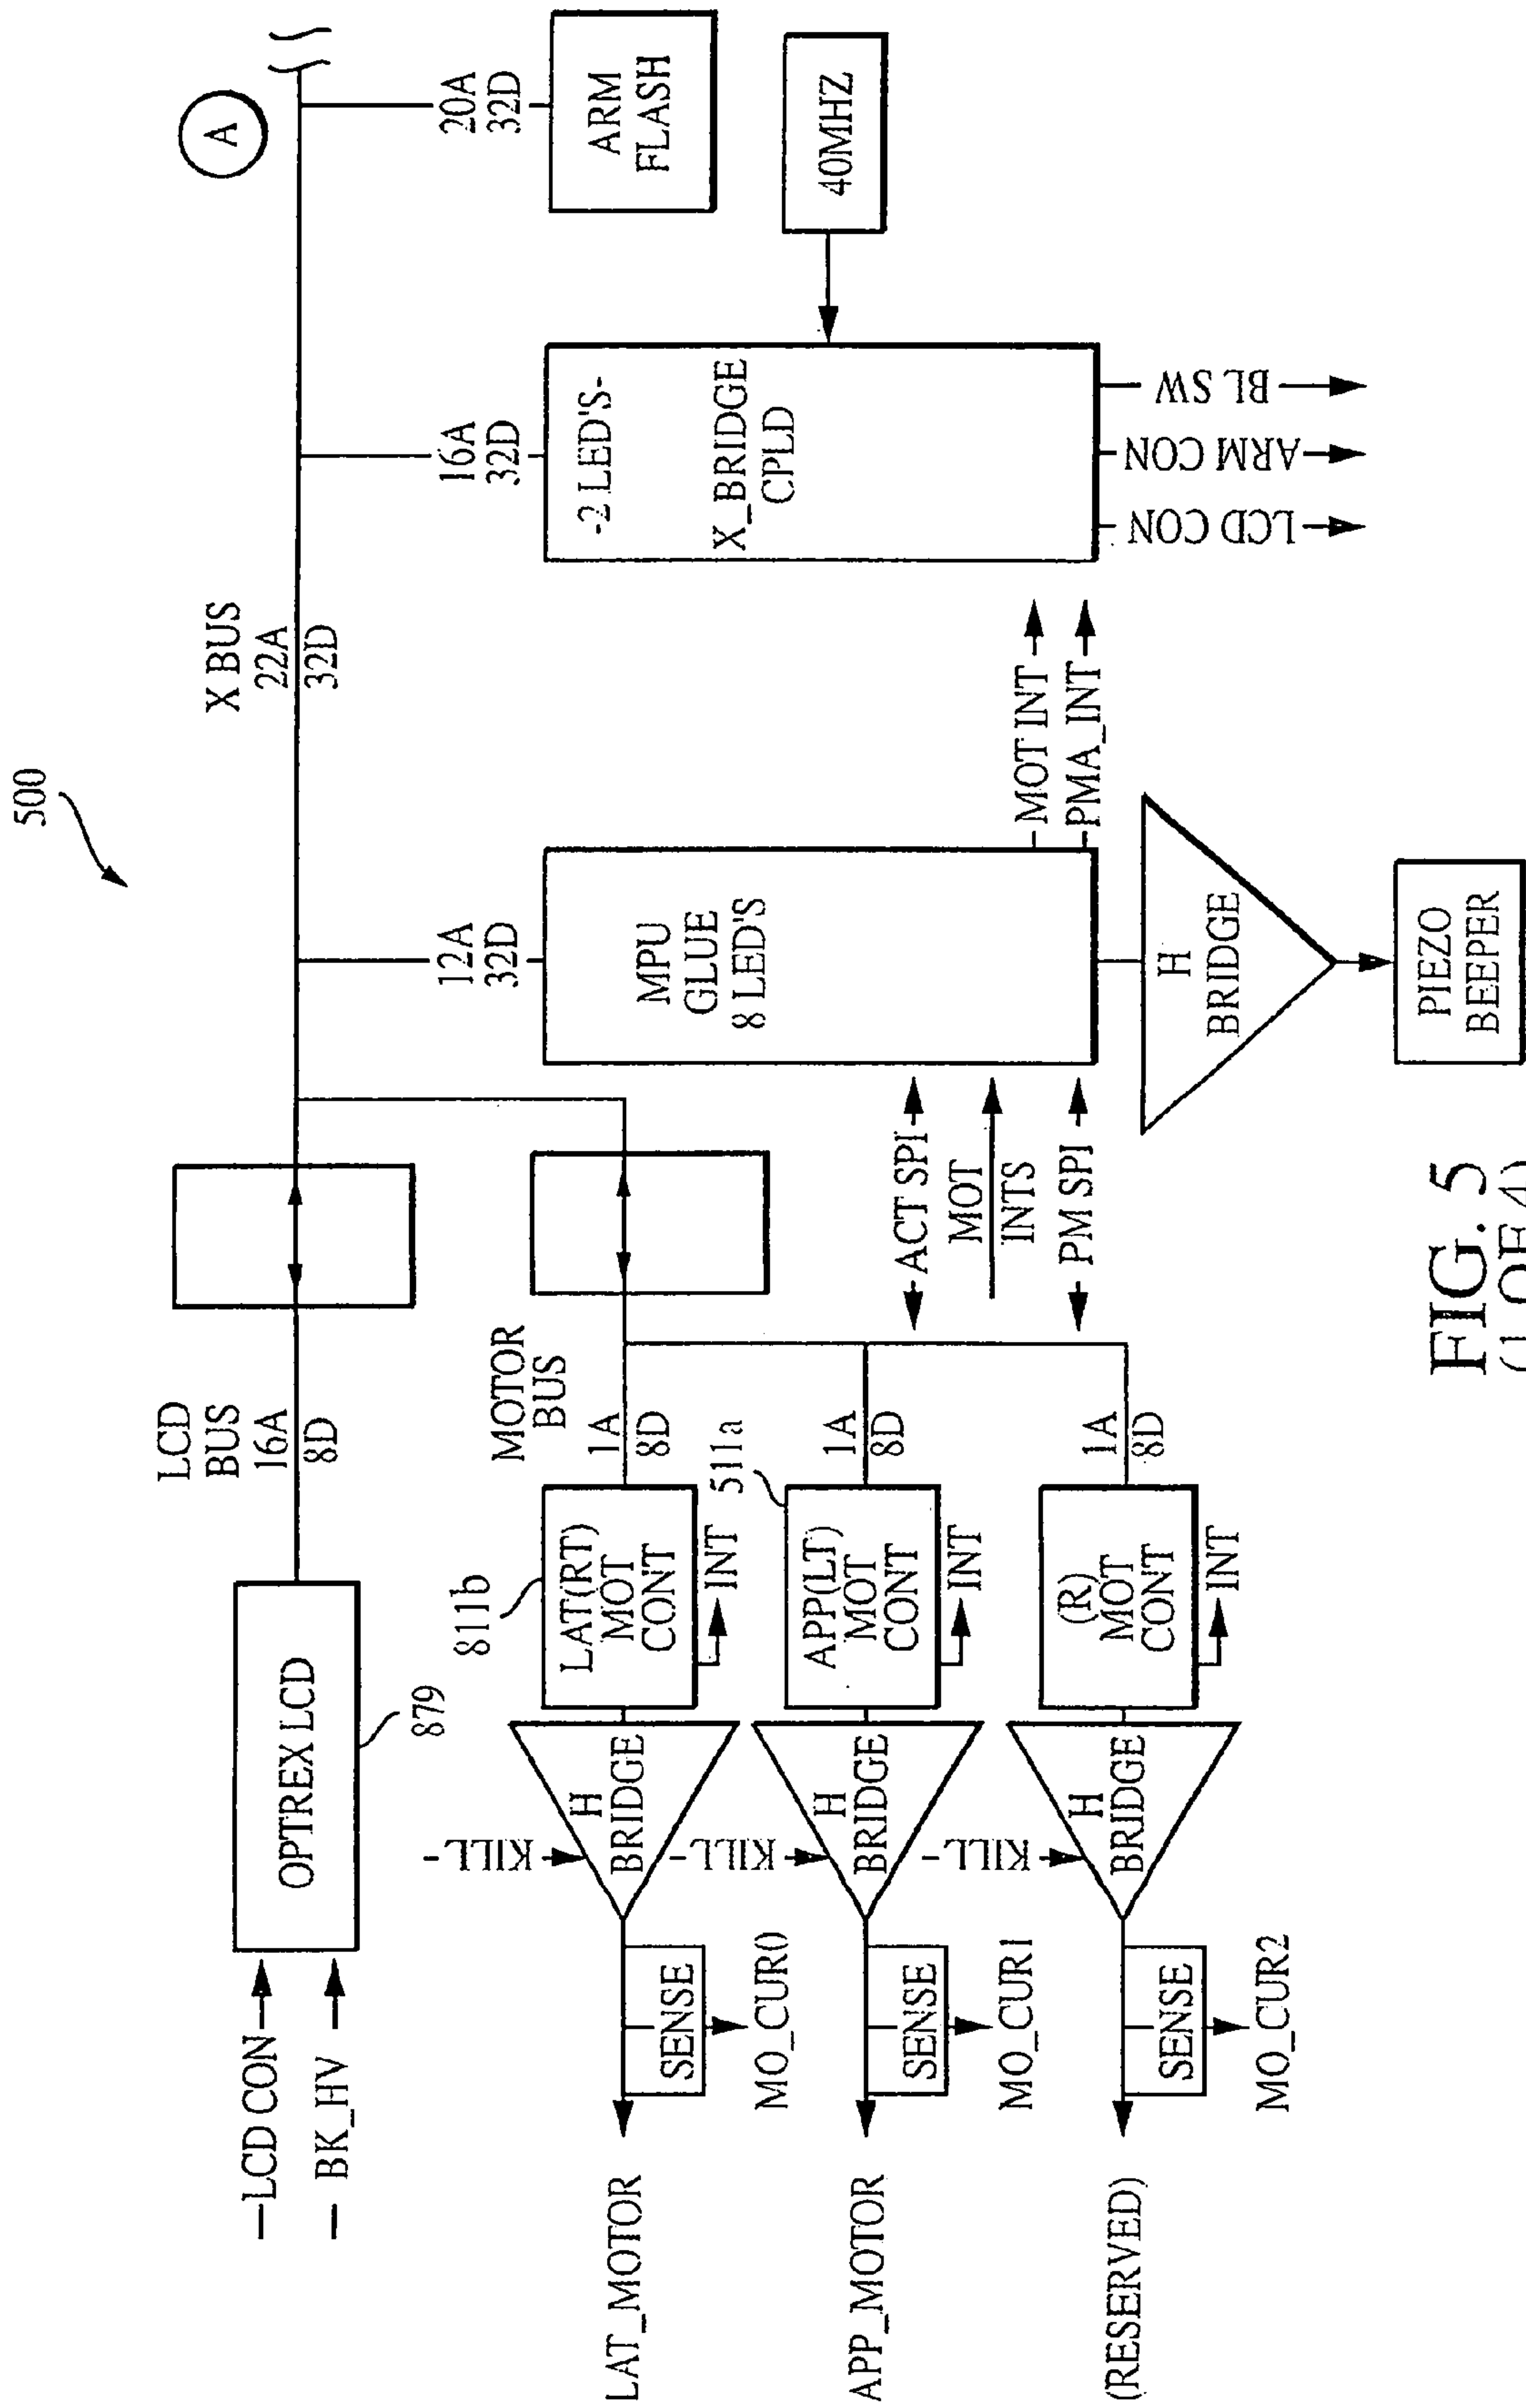 500
A
X BUS
22A
32D
LCD
BUS
16A
8D
OPTREX LCD
879
LCD CON
BK_HV
20A
32D
ARM
FLASH
40MHZ
16A
32D
-2 LED'S-
X_BRIDGE
CPLD
LCD CON
ARM CON
BL SW
12A
32D
MPU
GLUE
8 LED'S
MOT INT
PMA_INT
ACT SPI
MOT
INTS
PM SPI
H
BRIDGE
PIEZO
BEEPER
MOTOR
BUS
1A
8D
811b
LAT(RT)
MOT
CONT
INT
H
BRIDGE
KILL
SENSE
MO_CUR0
LAT_MOTOR
1A
8D
511a
APP(LT)
MOT
CONT
INT
H
BRIDGE
KILL
SENSE
MO_CUR1
APP_MOTOR
1A
8D
(R)
MOT
CONT
INT
H
BRIDGE
KILL
SENSE
MO_CUR2
(RESERVED)
FIG. 5
(1 OF 4)